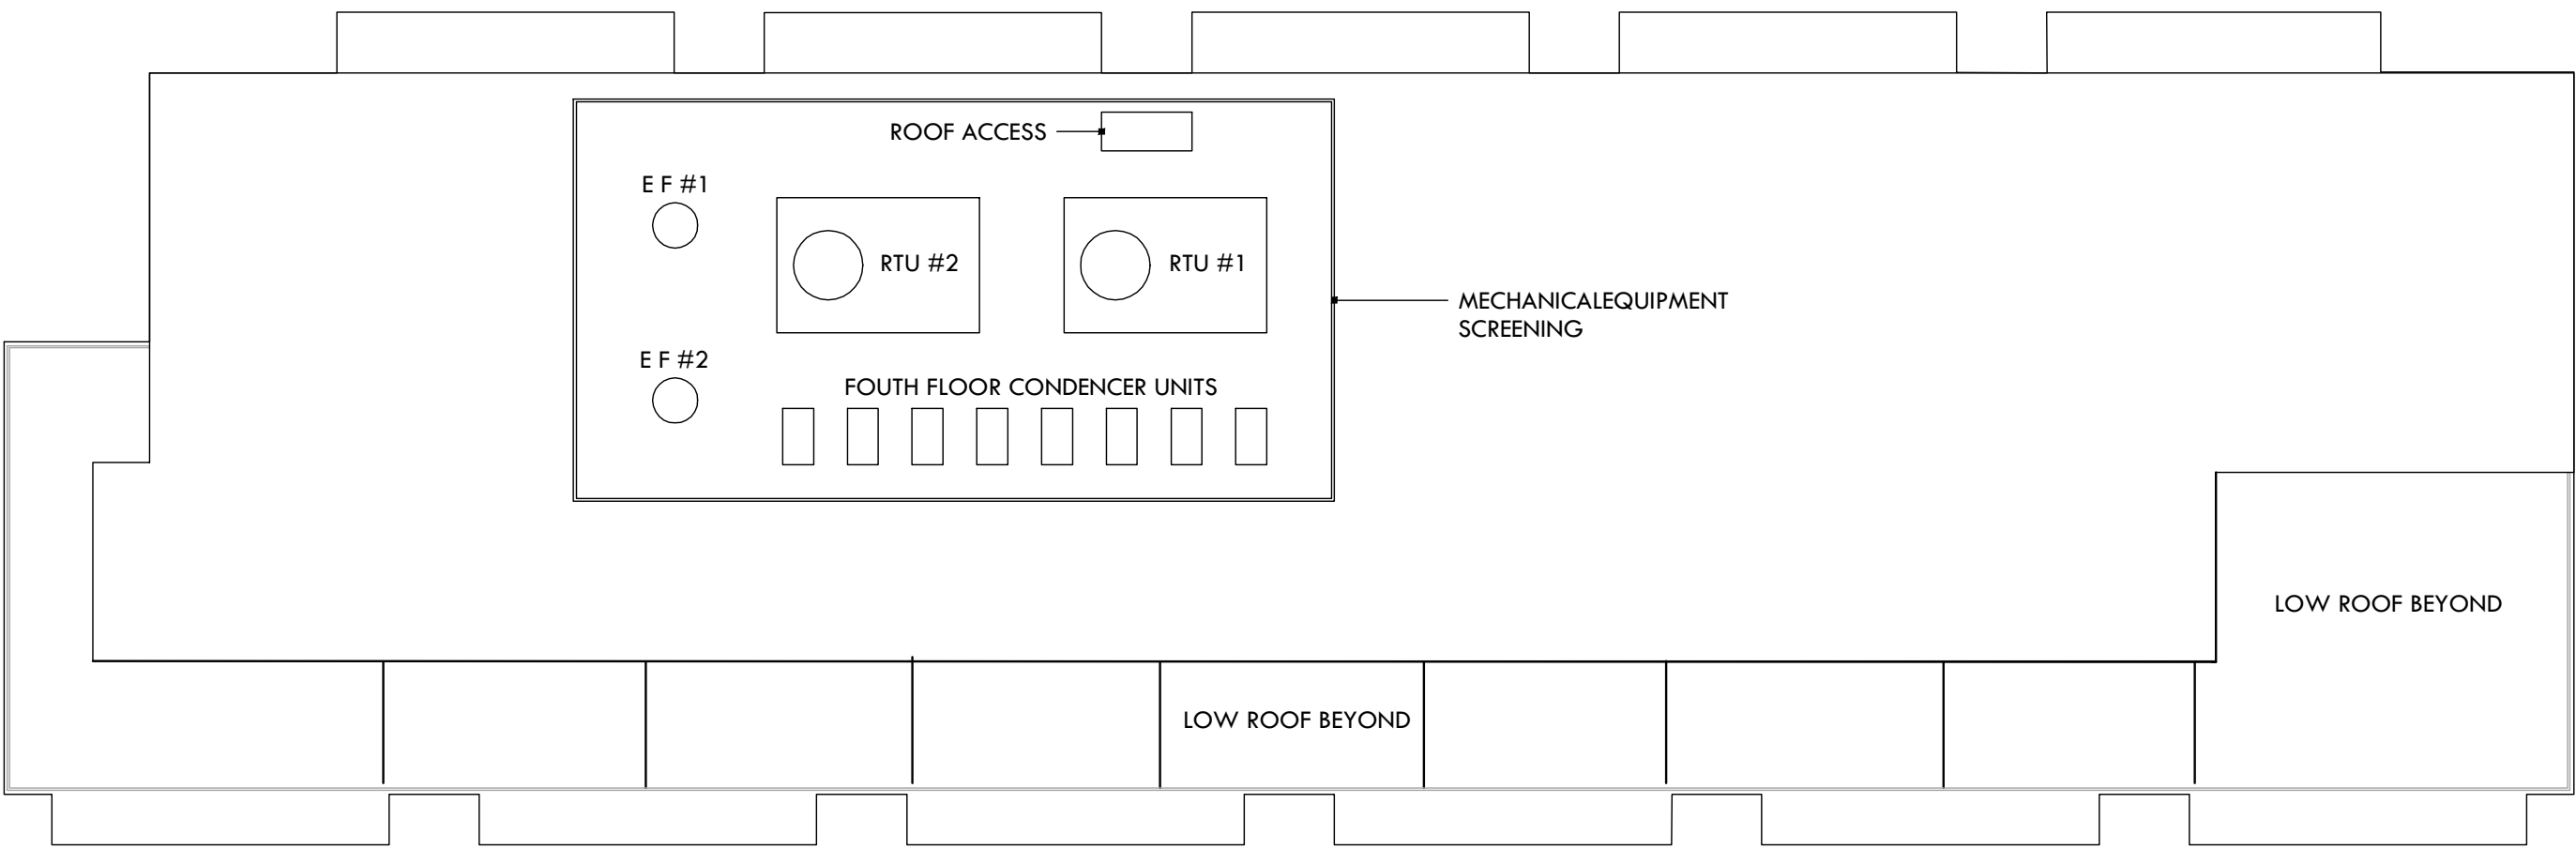 ROOF ACCESS
E F #1
RTU #2
RTU #1
MECHANICALEQUIPMENT
SCREENING
E F #2
FOUTH FLOOR CONDENCER UNITS
LOW ROOF BEYOND
LOW ROOF BEYOND